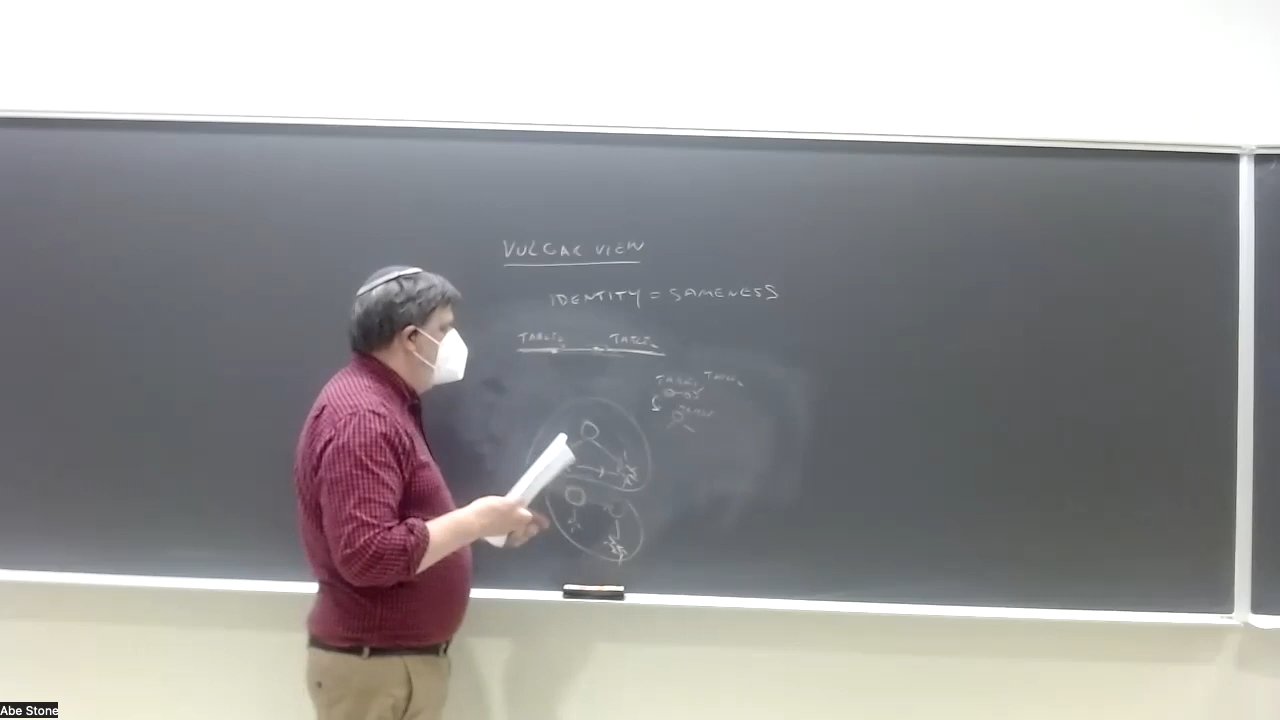 VULGAR VIEW
IDENTITY = SAMENESS
TABLE TABLE
TABLE TABLE
Abe Stone